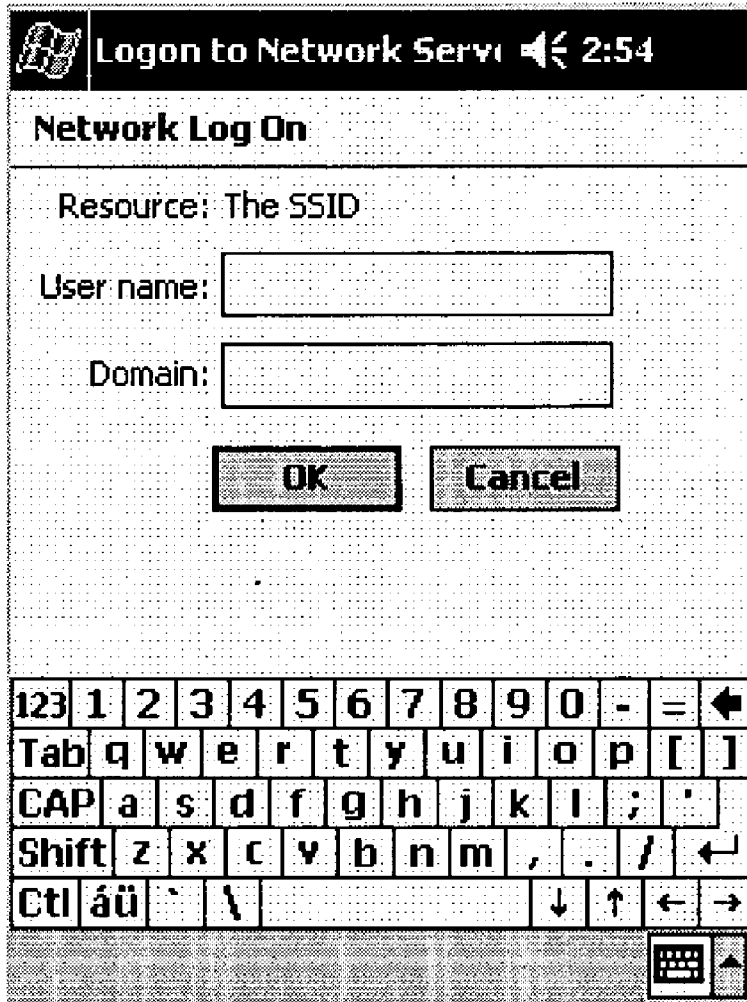 Logon to Network Serv 2:54
Network Log On
Resource: The SSID
User name:
Domain:
OK Cancel
123 1 2 3 4 5 6 7 8 9 0 - =
Tab q w e r t y u i o p [ ]
CAP a s d f g h j k l ; '
Shift z x c v b n m , . /
Ctl áü ` \